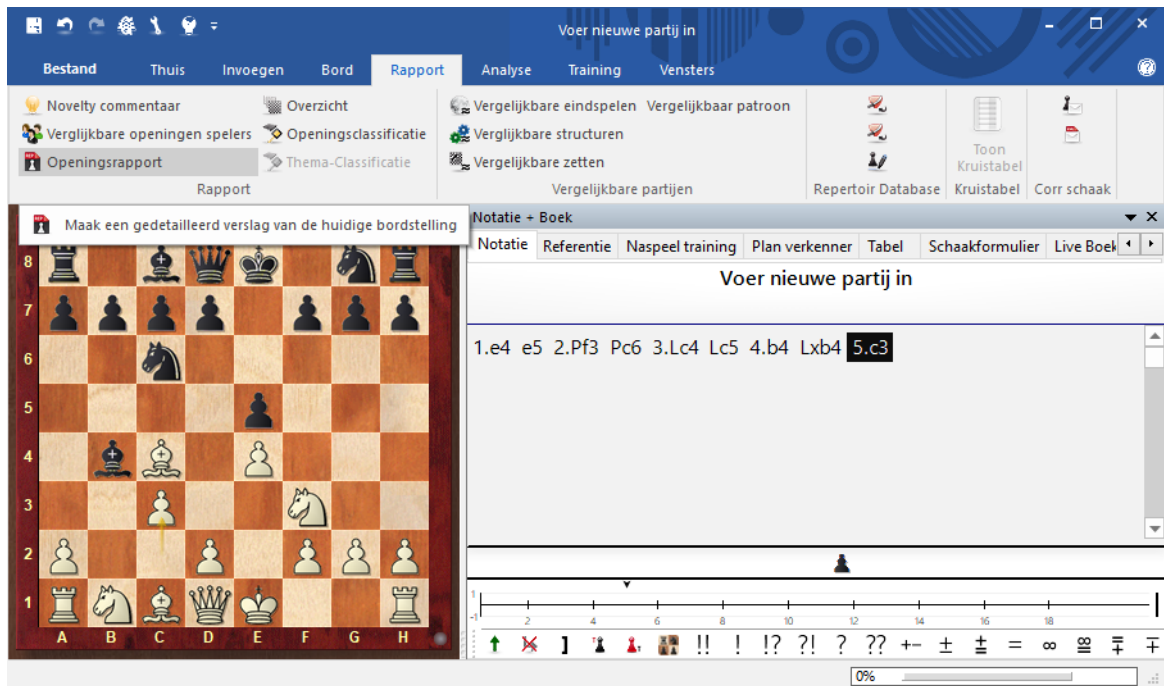 Voer nieuwe partij in
Bestand Thuis Invoegen Bord Rapport Analyse Training Vensters
Novelty commentaar Overzicht Vergelijkbare eindspelen Vergelijkbaar patroon
Verglijkbare openingen spelers Openingsclassificatie Verglijkbare structuren
Openingsrapport Thema-Classificatie Vergelijkbare zetten
Toon
Kruistabel
Rapport Vergelijkbare partijen Repertoir Database Kruistabel Corr schaak
Maak een gedetailleerd verslag van de huidige bordstelling
Notatie + Boek
Notatie Referentie Naspeel training Plan verkenner Tabel Schaakformulier Live Boek
Voer nieuwe partij in
1.e4 e5 2.Pf3 Pc6 3.Lc4 Lc5 4.b4 Lxb4 5.c3
8
7
6
5
4
3
2
1
A B C D E F G H
1
-1
2 4 6 8 10 12 14 16 18
] !! ! !? ?! ? ?? +− ± ⩲ = ∞ ⯹ ⩱ ∓
0%